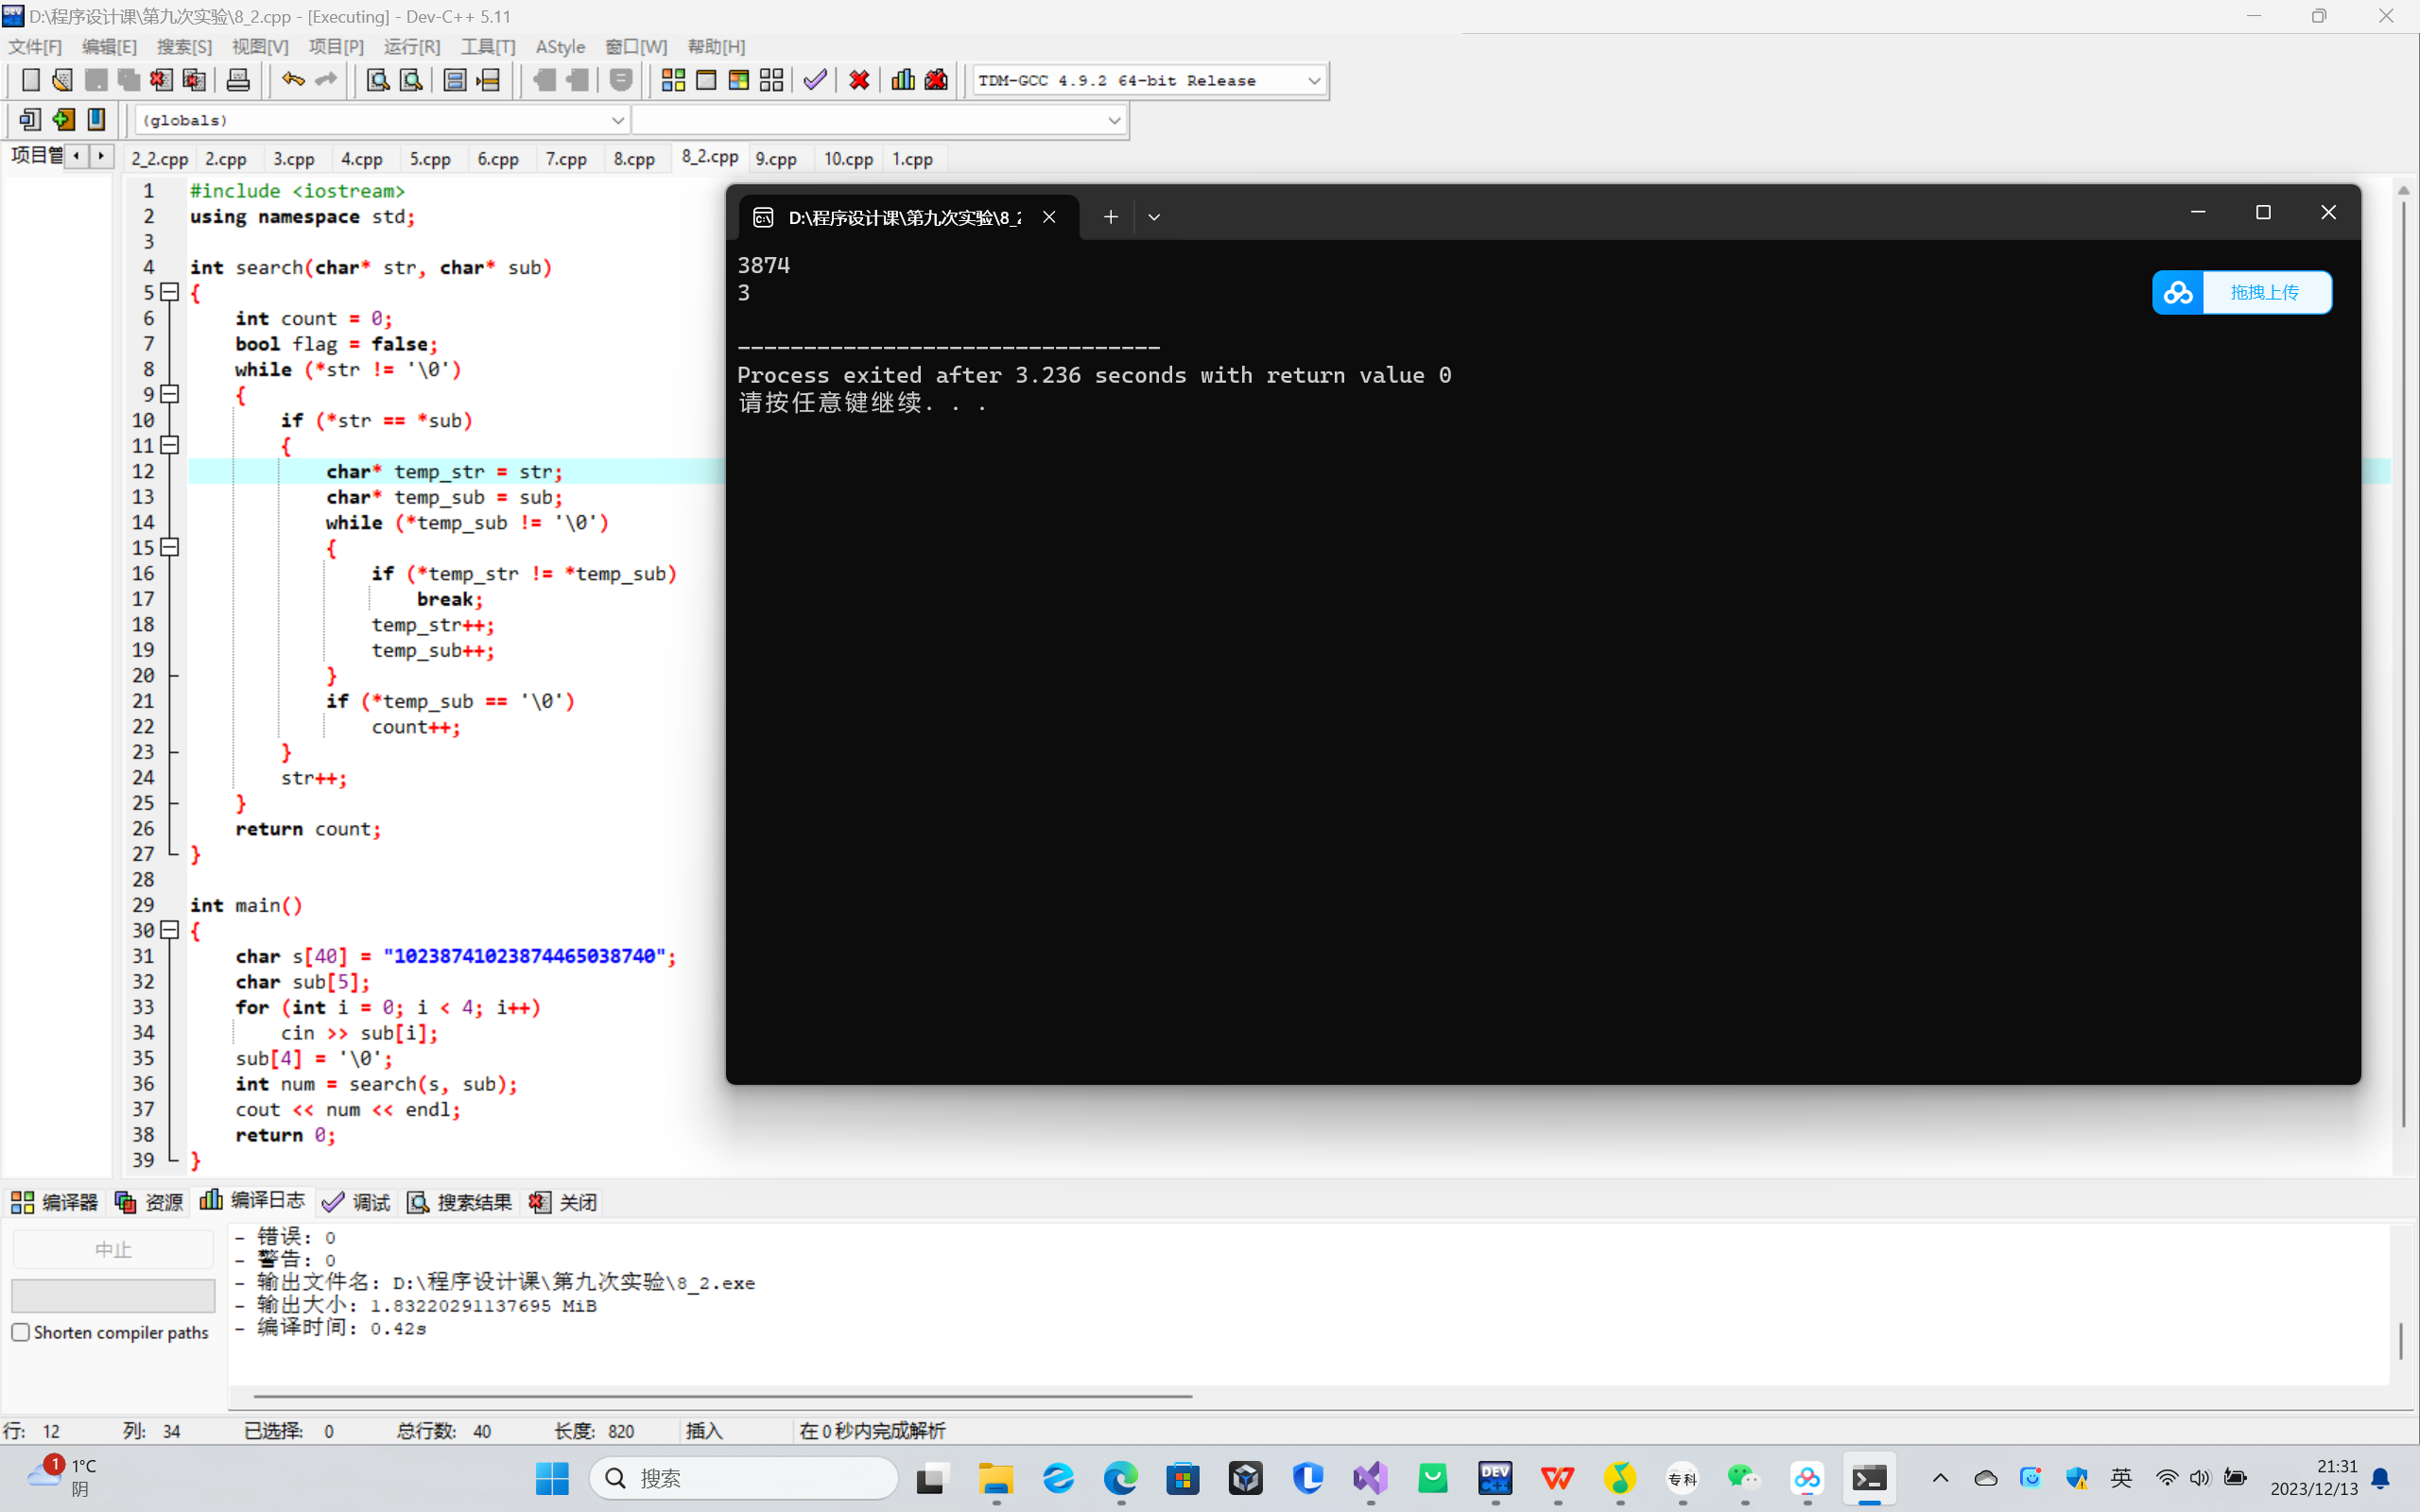 D:\程序设计课\第九次实验\8_2.cpp - [Executing] - Dev-C++ 5.11
文件[F] 编辑[E] 搜索[S] 视图[V] 项目[P] 运行[R] 工具[T] AStyle 窗口[W] 帮助[H]
TDM-GCC 4.9.2 64-bit Release
(globals)
项目管 2_2.cpp 2.cpp 3.cpp 4.cpp 5.cpp 6.cpp 7.cpp 8.cpp 8_2.cpp 9.cpp 10.cpp 1.cpp
1 #include <iostream>
2 using namespace std;
3
4 int search(char* str, char* sub)
5 {
6 int count = 0;
7 bool flag = false;
8 while (*str != '\0')
9 {
10 if (*str == *sub)
11 {
12 char* temp_str = str;
13 char* temp_sub = sub;
14 while (*temp_sub != '\0')
15 {
16 if (*temp_str != *temp_sub)
17 break;
18 temp_str++;
19 temp_sub++;
20 }
21 if (*temp_sub == '\0')
22 count++;
23 }
24 str++;
25 }
26 return count;
27 }
28
29 int main()
30 {
31 char s[40] = "10238741023874465038740";
32 char sub[5];
33 for (int i = 0; i < 4; i++)
34 cin >> sub[i];
35 sub[4] = '\0';
36 int num = search(s, sub);
37 cout << num << endl;
38 return 0;
39 }
D:\程序设计课\第九次实验\8_2
3874
3
拖拽上传
--------------------------------
Process exited after 3.236 seconds with return value 0
请按任意键继续. . .
编译器 资源 编译日志 调试 搜索结果 关闭
中止
Shorten compiler paths
- 错误: 0
- 警告: 0
- 输出文件名: D:\程序设计课\第九次实验\8_2.exe
- 输出大小: 1.83220291137695 MiB
- 编译时间: 0.42s
行: 12 列: 34 已选择: 0 总行数: 40 长度: 820 插入 在 0 秒内完成解析
1
1°C
阴
搜索
DEV C++
专科
英
21:31
2023/12/13